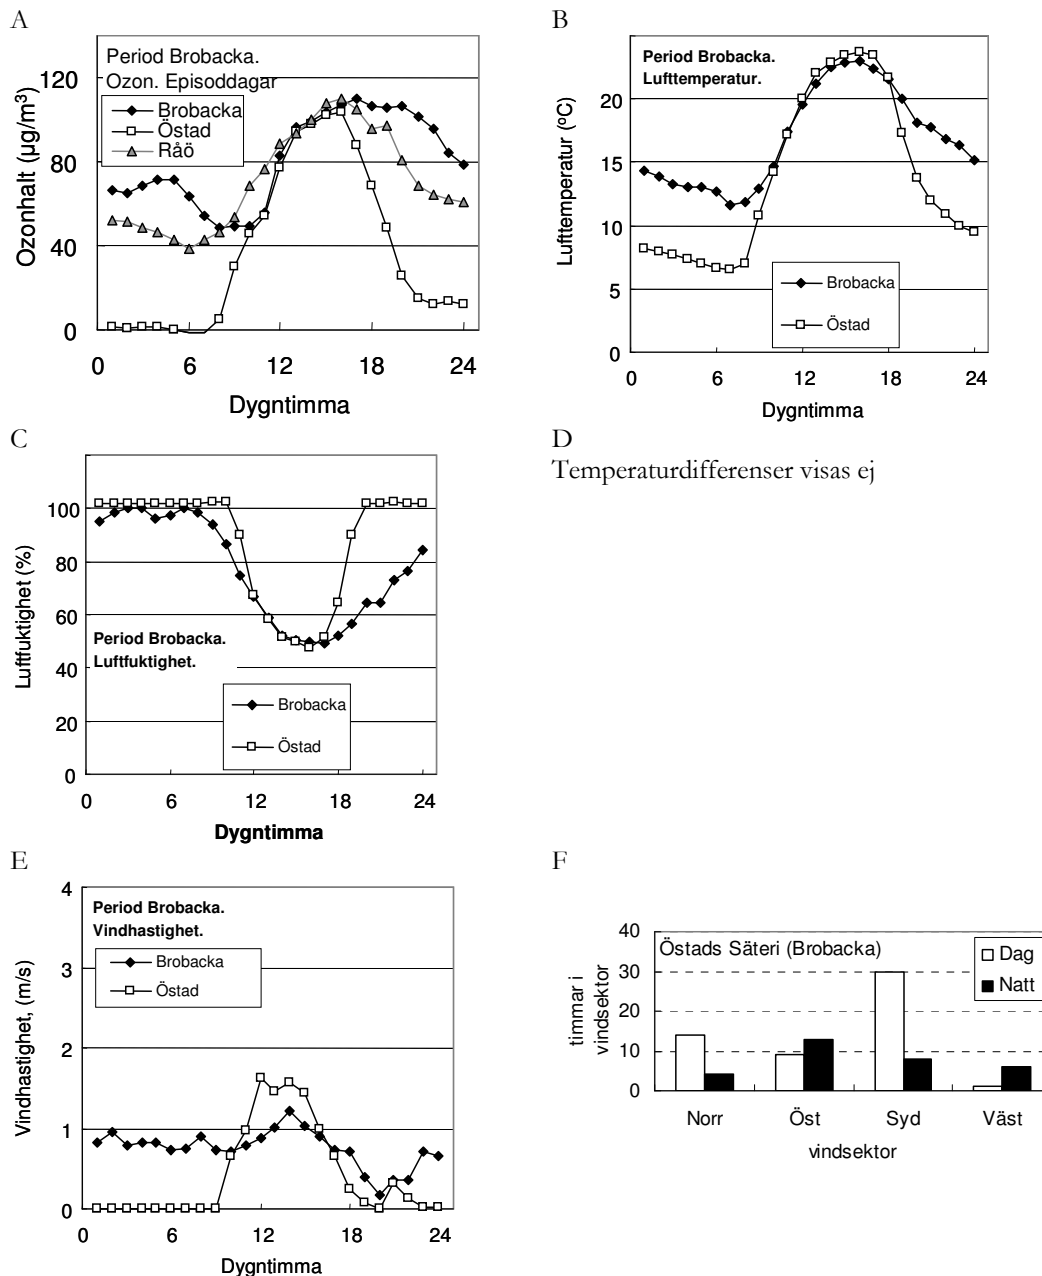 A
Period Brobacka.
Ozon. Episoddagar
Brobacka
Östad
Råö
Ozonhalt (µg/m³)
120
80
40
0
0 6 12 18 24
Dygntimma
B
Period Brobacka.
Lufttemperatur.
Lufttemperatur (ºC)
20
15
10
5
0
Brobacka
Östad
0 6 12 18 24
Dygntimma
C
Luftfuktighet (%)
100
80
60
40
20
0
Period Brobacka.
Luftfuktighet.
Brobacka
Östad
0 6 12 18 24
Dygntimma
D
Temperaturdifferenser visas ej
E
Vindhastighet, (m/s)
4
3
2
1
0
Period Brobacka.
Vindhastighet.
Brobacka
Östad
0 6 12 18 24
Dygntimma
F
timmar i
vindsektor
40
30
20
10
0
Östads Säteri (Brobacka)
Dag
Natt
Norr Öst Syd Väst
vindsektor